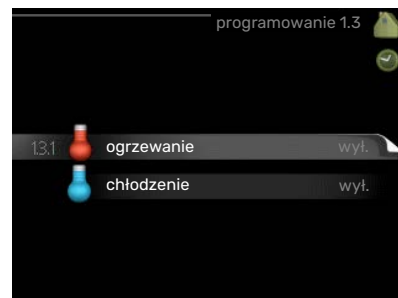 programowanie 1.3
1.3.1 ogrzewanie wył.
chłodzenie wył.